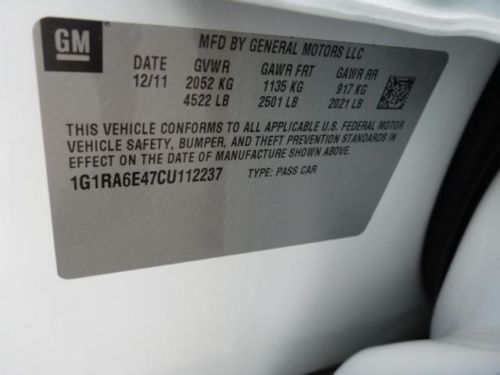 GM
MFD BY GENERAL MOTORS LLC
DATE GVWR GAWR FRT GAWR RR
12/11 2052 KG 1135 KG 917 KG
4522 LB 2501 LB 2021 LB
THIS VEHICLE CONFORMS TO ALL APPLICABLE U.S. FEDERAL MOTOR
VEHICLE SAFETY, BUMPER, AND THEFT PREVENTION STANDARDS IN
EFFECT ON THE DATE OF MANUFACTURE SHOWN ABOVE.
1G1RA6E47CU112237 TYPE: PASS CAR